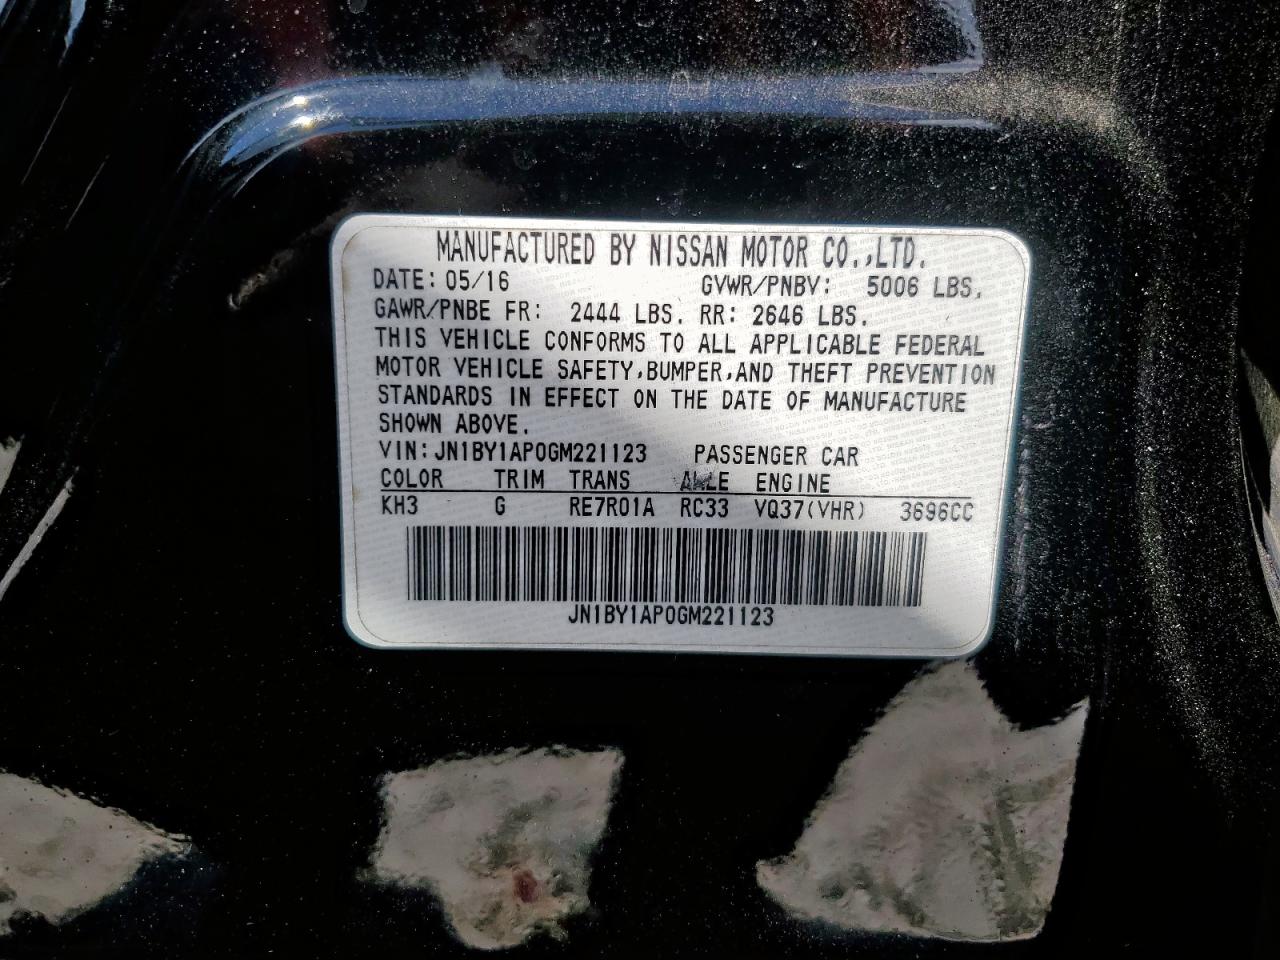 MANUFACTURED BY NISSAN MOTOR CO.,LTD.
DATE: 05/16 GVWR/PNBV: 5006 LBS.
GAWR/PNBE FR: 2444 LBS. RR: 2646 LBS.
THIS VEHICLE CONFORMS TO ALL APPLICABLE FEDERAL
MOTOR VEHICLE SAFETY,BUMPER,AND THEFT PREVENTION
STANDARDS IN EFFECT ON THE DATE OF MANUFACTURE
SHOWN ABOVE.
VIN:JN1BY1AP0GM221123 PASSENGER CAR
COLOR TRIM TRANS AXLE ENGINE
KH3 G RE7R01A RC33 VQ37(VHR) 3696CC
JN1BY1AP0GM221123